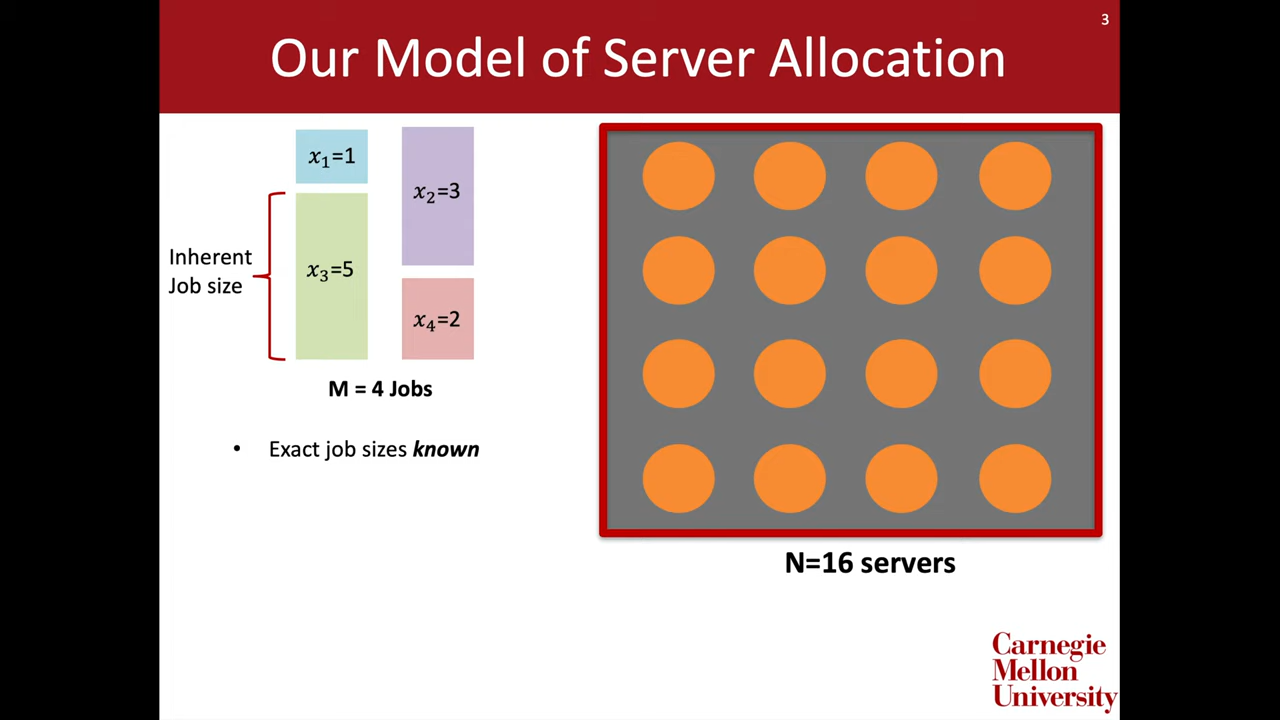 3
Our Model of Server Allocation
x₁=1
x₂=3
Inherent
Job size
x₃=5
x₄=2
M = 4 Jobs
• Exact job sizes known
N=16 servers
Carnegie
Mellon
University